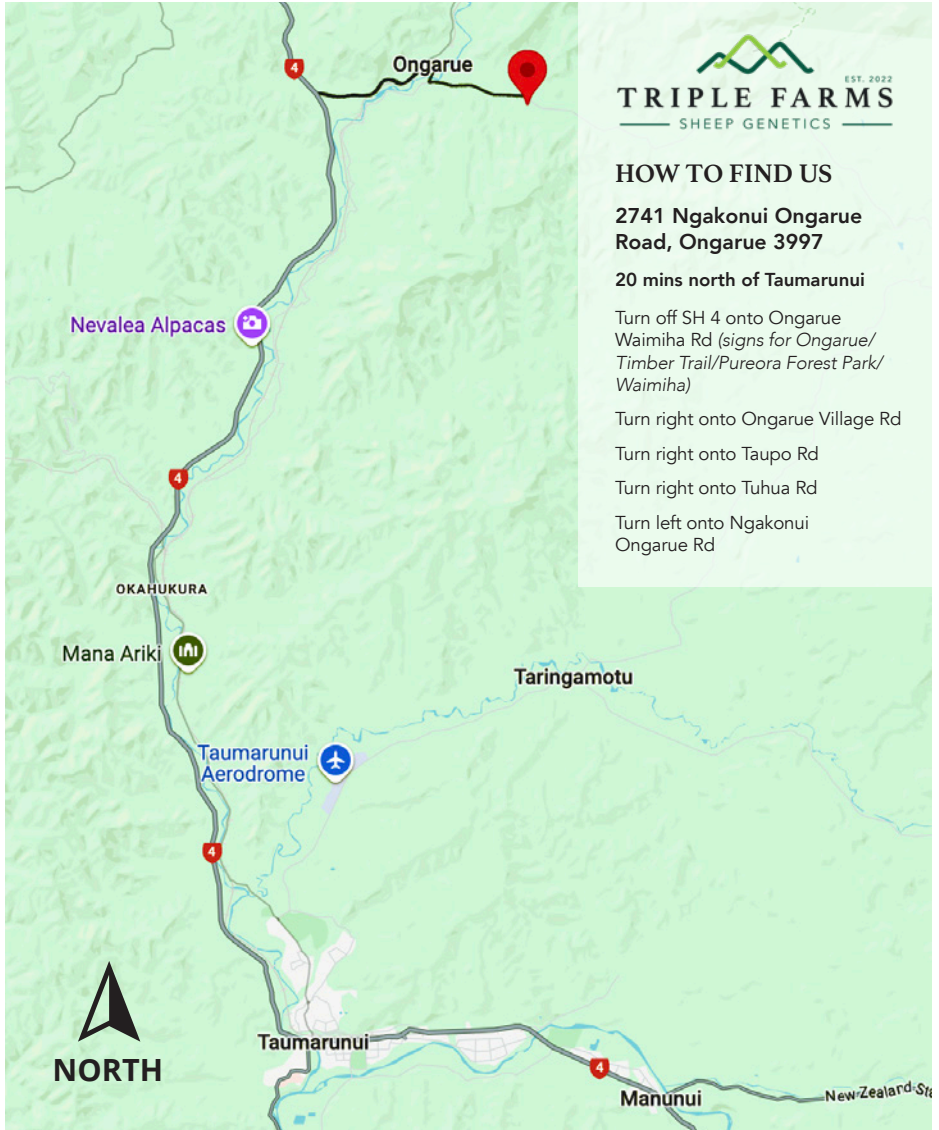 4
Ongarue
EST. 2022
TRIPLE FARMS
SHEEP GENETICS
HOW TO FIND US
2741 Ngakonui Ongarue
Road, Ongarue 3997
20 mins north of Taumarunui
Turn off SH 4 onto Ongarue
Waimiha Rd (signs for Ongarue/
Timber Trail/Pureora Forest Park/
Waimiha)
Turn right onto Ongarue Village Rd
Turn right onto Taupo Rd
Turn right onto Tuhua Rd
Turn left onto Ngakonui
Ongarue Rd
Nevalea Alpacas
4
OKAHUKURA
Mana Ariki
Taringamotu
Taumarunui
Aerodrome
4
NORTH
Taumarunui
4
Manunui
New Zealand Sta